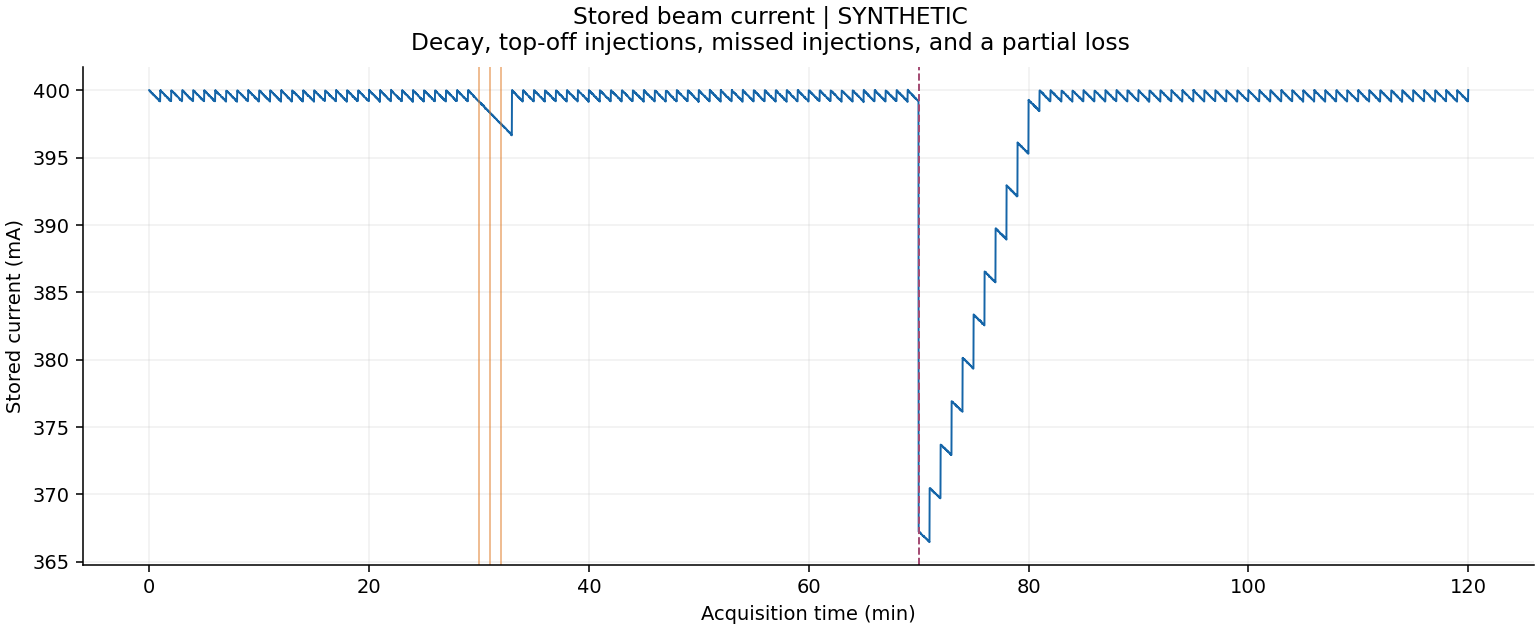 Stored beam current | SYNTHETIC
Decay, top-off injections, missed injections, and a partial loss
Stored current (mA)
400
395
390
385
380
375
370
365
0 20 40 60 80 100 120
Acquisition time (min)